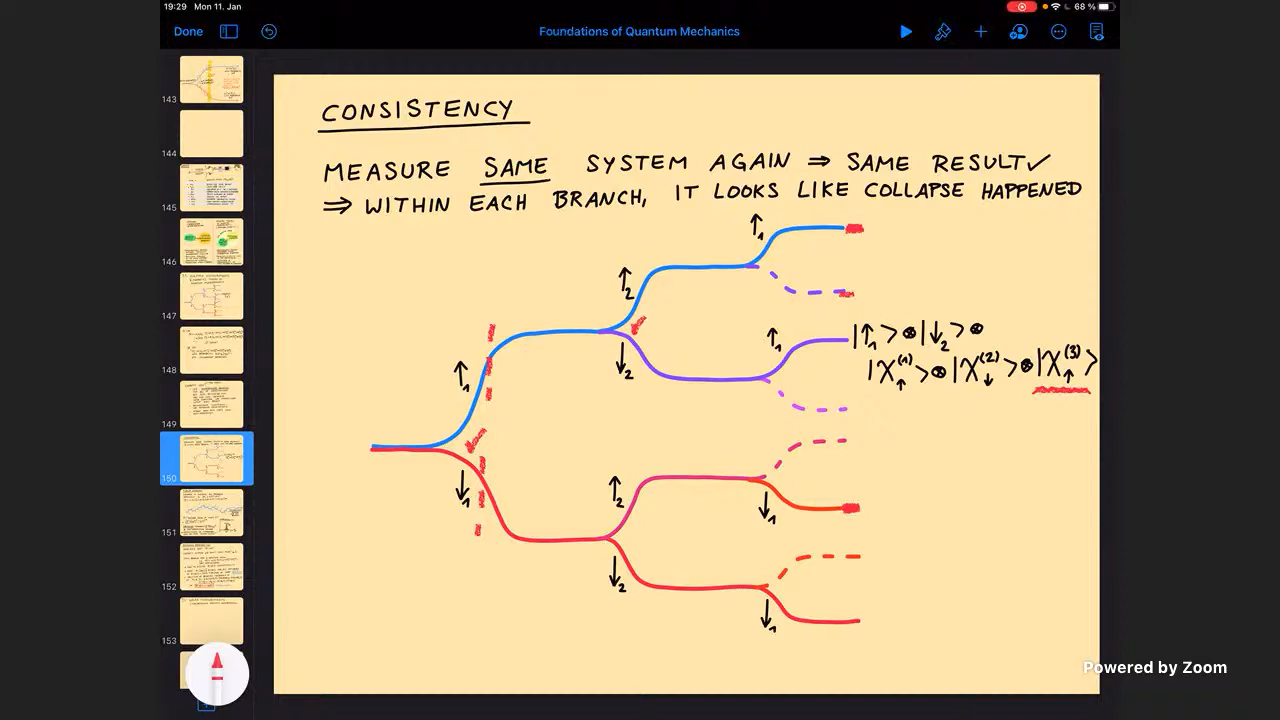 19:29 Mon 11. Jan
68 %
Done
Foundations of Quantum Mechanics
143
144
145
146
147
148
149
150
151
152
153
CONSISTENCY
MEASURE SAME SYSTEM AGAIN ⇒ SAME RESULT✓
⇒ WITHIN EACH BRANCH, IT LOOKS LIKE COLLAPSE HAPPENED
↑₁
↑₂
↑₁
|↑₁>⊗|↓₂>⊗
|χ↑⁽¹⁾>⊗|χ↓⁽²⁾>⊗|χ↑⁽³⁾>
↓₂
↑₁
↓₁
↑₂
↓₁
↓₂
↓₁
Powered by Zoom